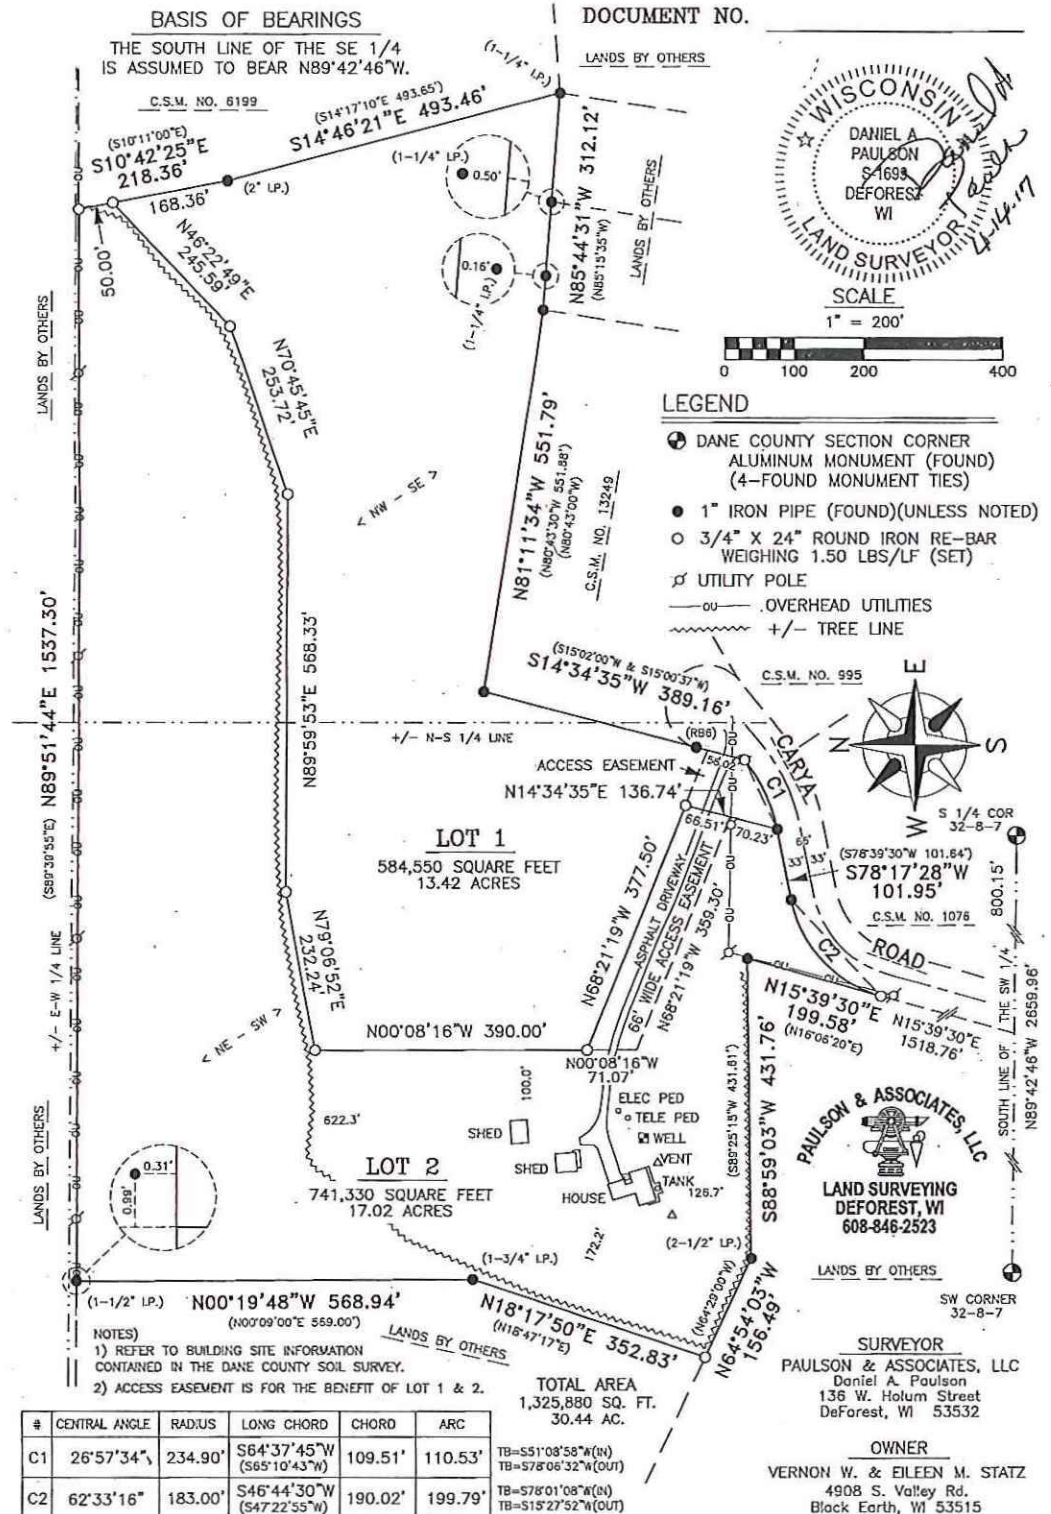 BASIS OF BEARINGS
THE SOUTH LINE OF THE SE 1/4
IS ASSUMED TO BEAR N89°42'46"W.
DOCUMENT NO.
C.S.M. NO. 6199
(S10°11'00"E)
S10°42'25"E
218.36'
168.36'
50.00'
(S14°17'10"E 493.65')
S14°46'21"E 493.46'
(2" I.P.)
(1-1/4" I.P.)
LANDS BY OTHERS
(1-1/4" I.P.)
0.50'
0.16'
(1-1/4" I.P.)
N85°44'31"W 312.12'
(N85°15'35"W)
LANDS BY OTHERS
WISCONSIN
DANIEL A
PAULSON
S-1693
DEFOREST
WI
LAND SURVEYOR
4-14-17
SCALE
1" = 200'
0 100 200 400
LEGEND
DANE COUNTY SECTION CORNER
ALUMINUM MONUMENT (FOUND)
(4-FOUND MONUMENT TIES)
1" IRON PIPE (FOUND)(UNLESS NOTED)
3/4" X 24" ROUND IRON RE-BAR
WEIGHING 1.50 LBS/LF (SET)
UTILITY POLE
OU OVERHEAD UTILITIES
+/- TREE LINE
N46°22'49"E
245.59'
N70°45'45"E
253.72'
LANDS BY OTHERS
< NW - SE >
N81°11'34"W 551.79'
(N80°43'30"W 551.88')
(N80°43'00"W)
C.S.M. NO. 13249
N89°51'44"E 1537.30'
(S89°39'55"E)
N89°59'53"E 568.33'
(S15°02'00"W & S15°00'37"W)
S14°34'35"W 389.16'
C.S.M. NO. 995
+/- N-S 1/4 LINE
(RB6)
56.02'
ACCESS EASEMENT
N14°34'35"E 136.74'
66.51'
70.23'
C1
CARYA
E
N
S
W
S 1/4 COR
32-8-7
LOT 1
584,550 SQUARE FEET
13.42 ACRES
65'
33' 33'
(S78°39'30"W 101.64')
S78°17'28"W
101.95'
C.S.M. NO. 1076
800.15'
N68°21'19"W 377.50'
ASPHALT DRIVEWAY
66' WIDE ACCESS EASEMENT
N68°21'19"W 359.30'
OU
OU
C2
ROAD
N79°06'52"E
232.24'
+/- E-W 1/4 LINE
< NE - SW >
N00°08'16"W 390.00'
N00°08'16"W
71.07'
OU
OU
N15°39'30"E
199.58'
(N16°06'20"E)
N15°39'30"E
1518.76'
SOUTH LINE OF THE SW 1/4
N89°42'46"W 2659.96'
(S89°25'15"W 431.61')
S88°59'03"W 431.76'
100.0'
622.3'
ELEC PED
TELE PED
WELL
VENT
TANK
SHED
SHED
HOUSE
126.7'
172.2'
LANDS BY OTHERS
LOT 2
741,330 SQUARE FEET
17.02 ACRES
0.31'
0.99'
PAULSON & ASSOCIATES, LLC
LAND SURVEYING
DEFOREST, WI
608-846-2523
LANDS BY OTHERS
SW CORNER
32-8-7
(1-1/2" I.P.)
N00°19'48"W 568.94'
(N00°09'00"E 569.00')
(1-3/4" I.P.)
(2-1/2" I.P.)
N18°17'50"E 352.83'
(N16°47'17"E)
(N64°29'00"W)
N64°54'03"W
156.49'
LANDS BY OTHERS
NOTES)
1) REFER TO BUILDING SITE INFORMATION
CONTAINED IN THE DANE COUNTY SOIL SURVEY.
2) ACCESS EASEMENT IS FOR THE BENEFIT OF LOT 1 & 2.
TOTAL AREA
1,325,880 SQ. FT.
30.44 AC.
SURVEYOR
PAULSON & ASSOCIATES, LLC
Daniel A. Paulson
136 W. Holum Street
DeForest, WI 53532
OWNER
VERNON W. & EILEEN M. STATZ
4908 S. Valley Rd.
Black Earth, WI 53515
# CENTRAL ANGLE RADIUS LONG CHORD CHORD ARC
C1 26°57'34" 234.90' S64°37'45"W (S65°10'43"W) 109.51' 110.53' TB=S51°08'58"W(IN)
TB=S78°06'32"W(OUT)
C2 62°33'16" 183.00' S46°44'30"W (S47°22'55"W) 190.02' 199.79' TB=S78°01'08"W(IN)
TB=S15°27'52"W(OUT)